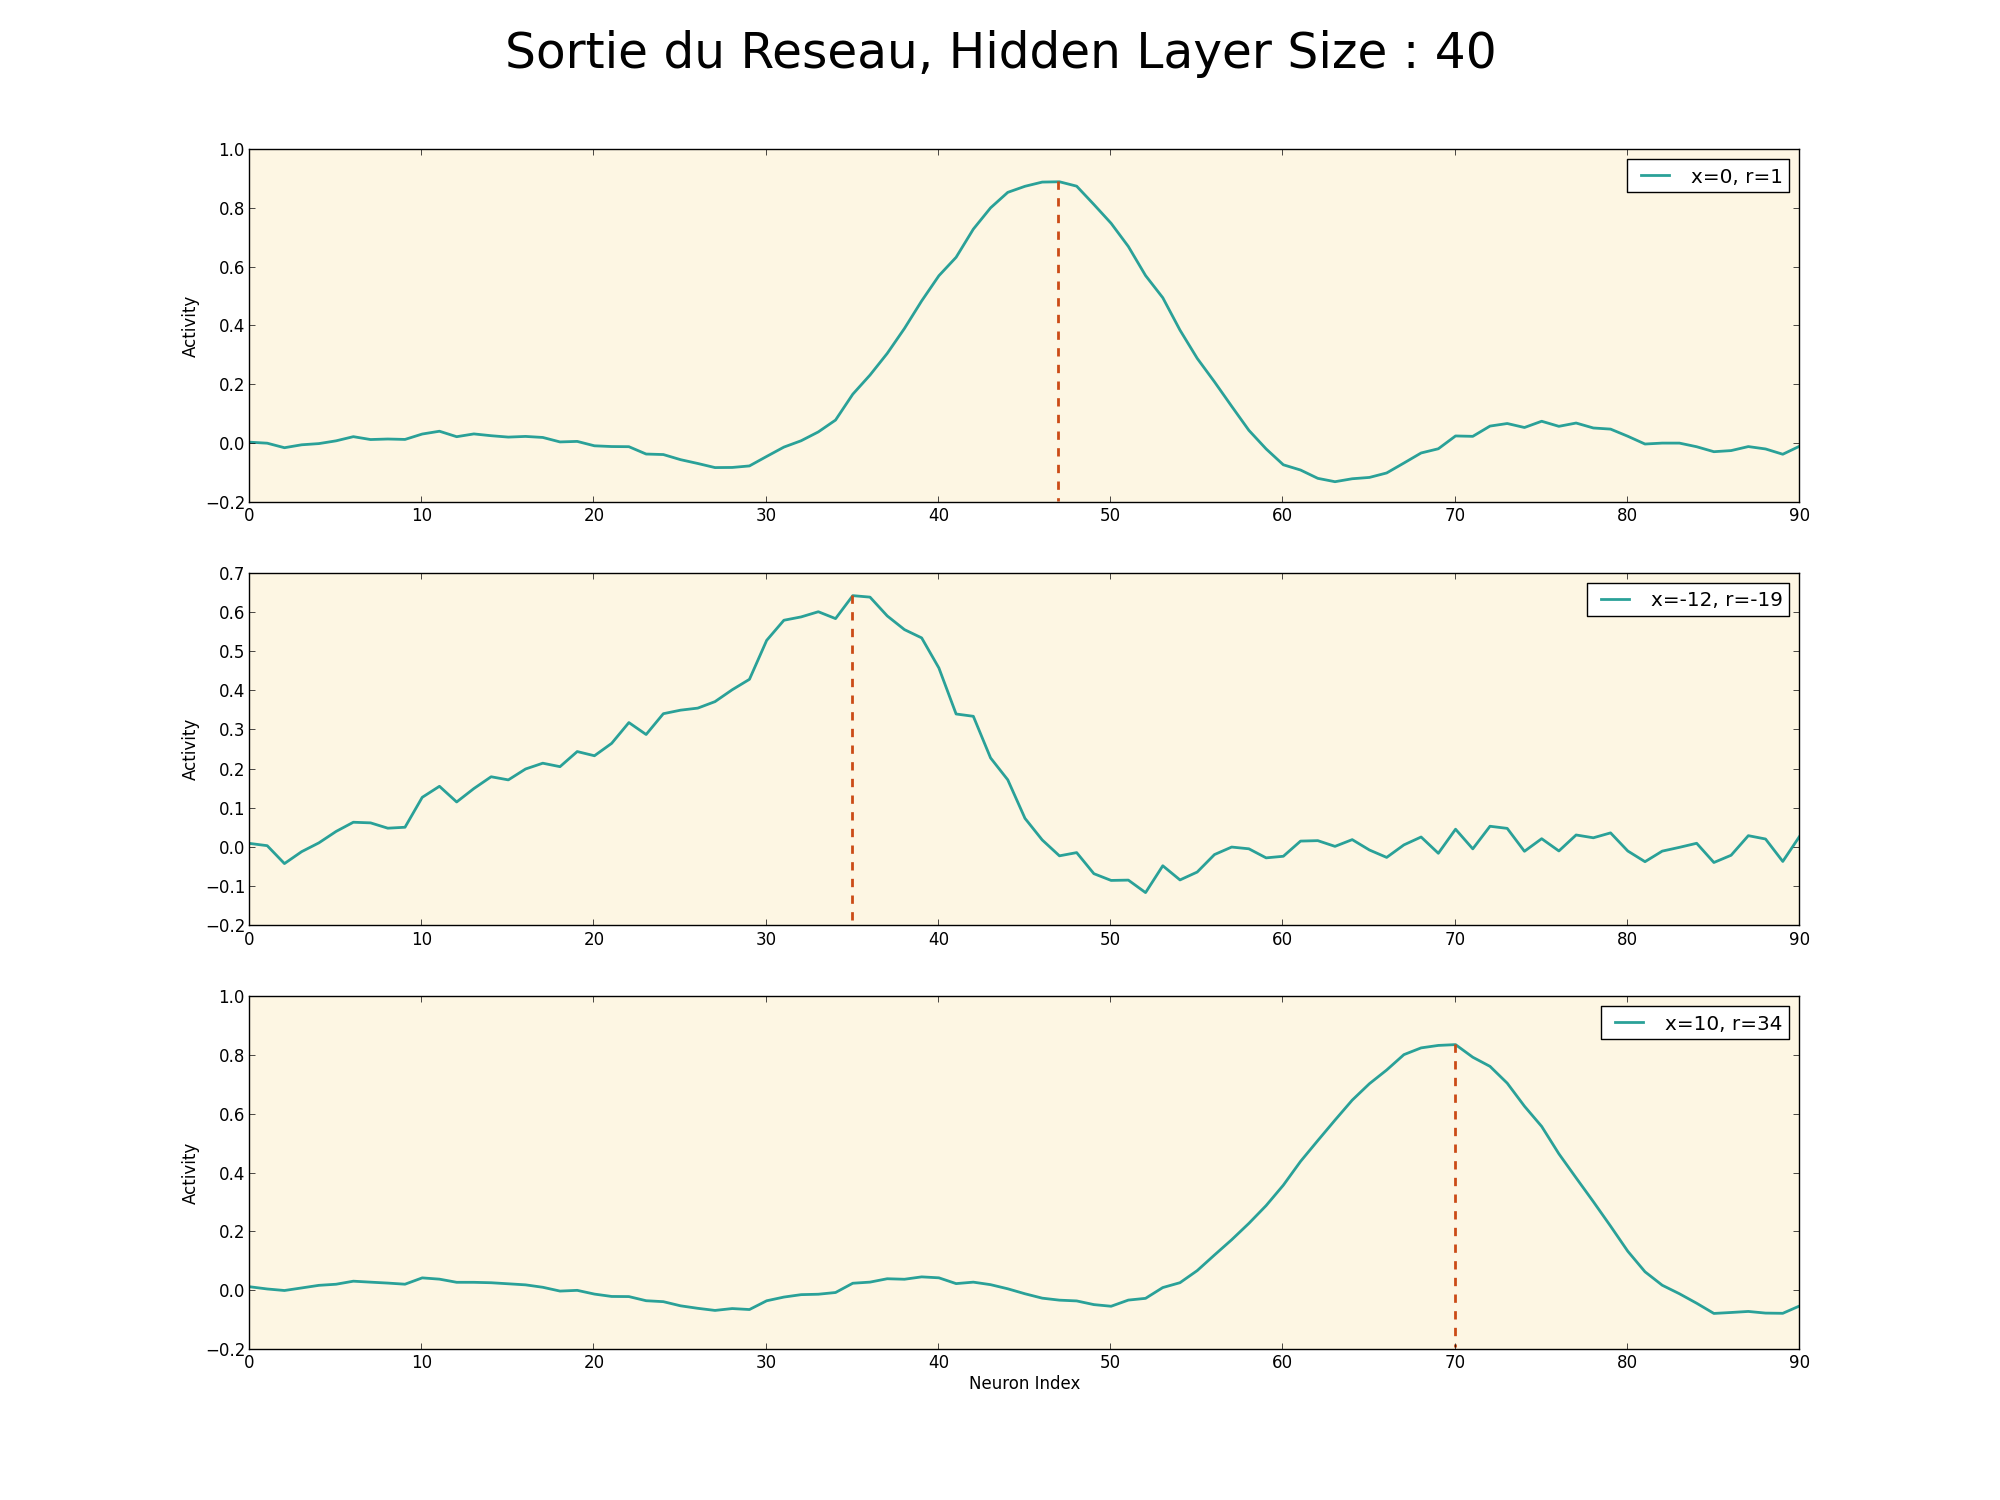 Sortie du Reseau, Hidden Layer Size : 40
1.0
0.8
0.6
0.4
0.2
0.0
−0.2
Activity
x=0, r=1
0 10 20 30 40 50 60 70 80 90
0.7
0.6
0.5
0.4
0.3
0.2
0.1
0.0
−0.1
−0.2
Activity
x=-12, r=-19
0 10 20 30 40 50 60 70 80 90
1.0
0.8
0.6
0.4
0.2
0.0
−0.2
Activity
x=10, r=34
0 10 20 30 40 50 60 70 80 90
Neuron Index